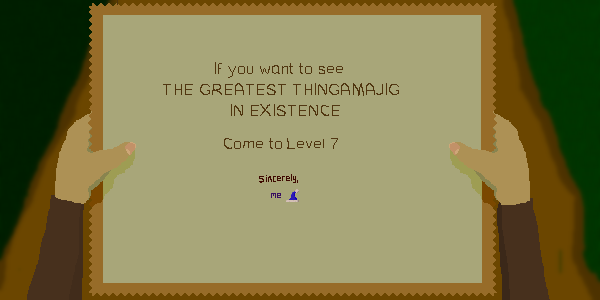 If you want to see
THE GREATEST THINGAMAJIG
IN EXISTENCE
Come to Level 7
Sincerely,
me